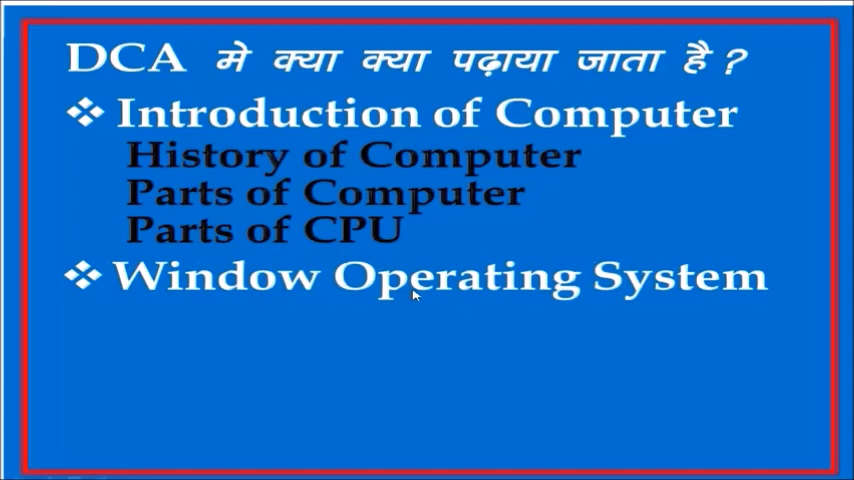 DCA मे क्या क्या पढ़ाया जाता है ?
❖ Introduction of Computer
History of Computer
Parts of Computer
Parts of CPU
❖ Window Operating System